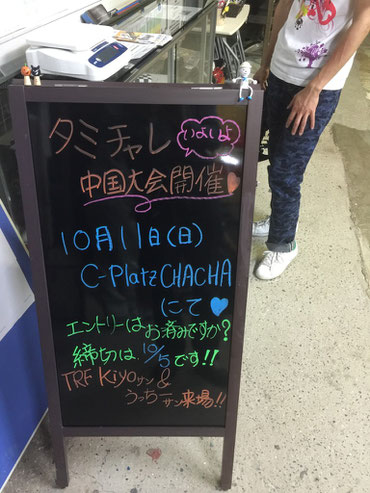 タミチャレ
いよいよ
中国大会開催
10月11日(日)
C-Platz CHACHA
にて
エントリーはお済みですか?
締切は10/5です!!
TRF Kiyoサン&
うっちーサン来場!!